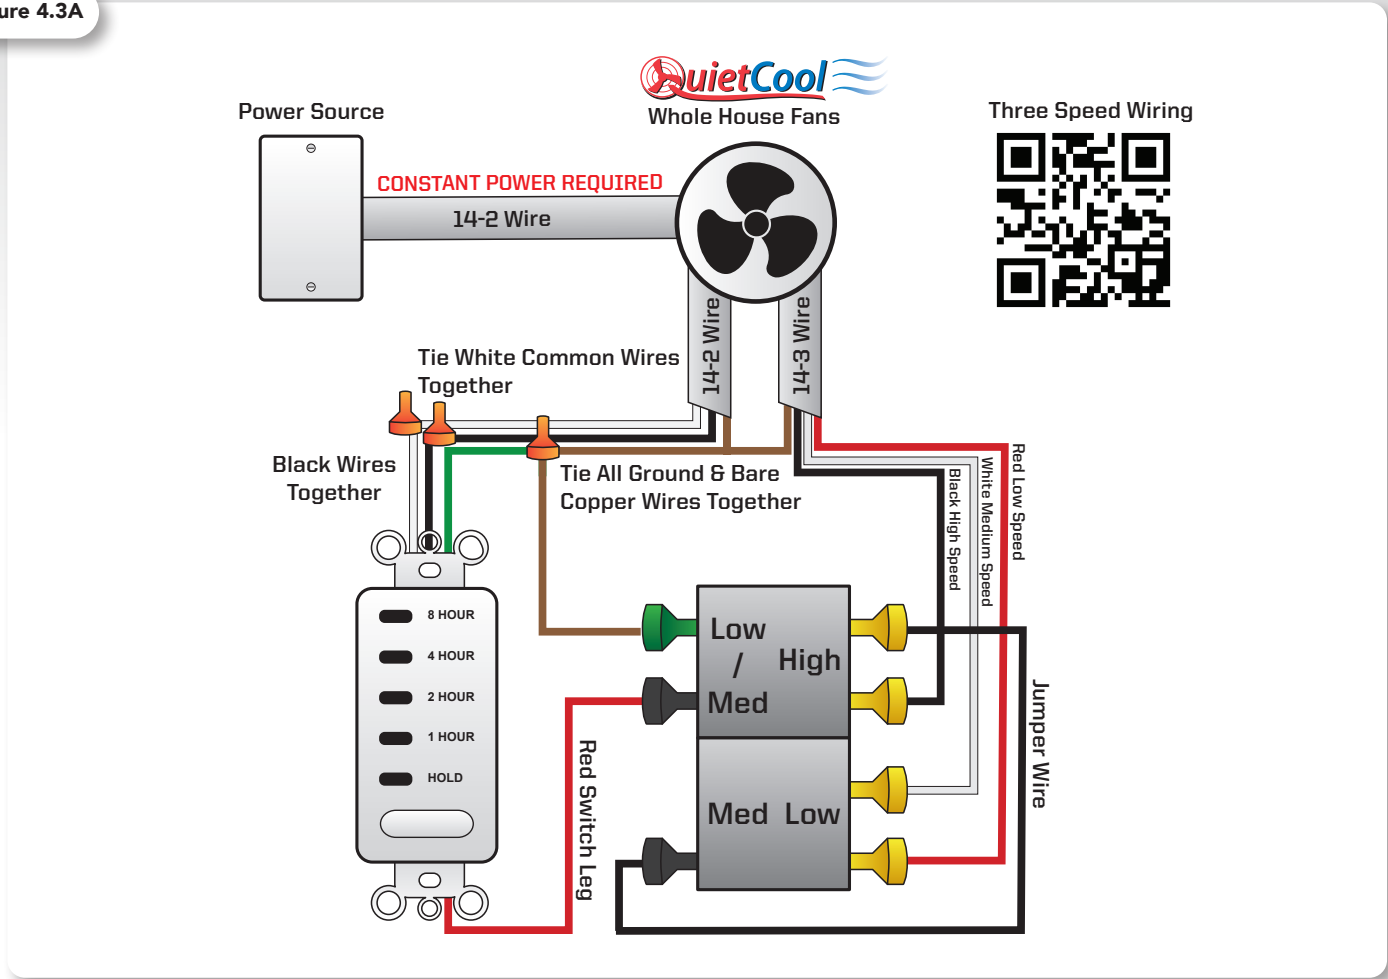 ure 4.3A
QuietCool
Whole House Fans
Power Source
Three Speed Wiring
CONSTANT POWER REQUIRED
14-2 Wire
14-2 Wire
14-3 Wire
Tie White Common Wires
Together
Black Wires
Together
Tie All Ground & Bare
Copper Wires Together
Red Low Speed
White Medium Speed
Black High Speed
8 HOUR
4 HOUR
2 HOUR
1 HOUR
HOLD
Low
/
Med
High
Med Low
Red Switch Leg
Jumper Wire